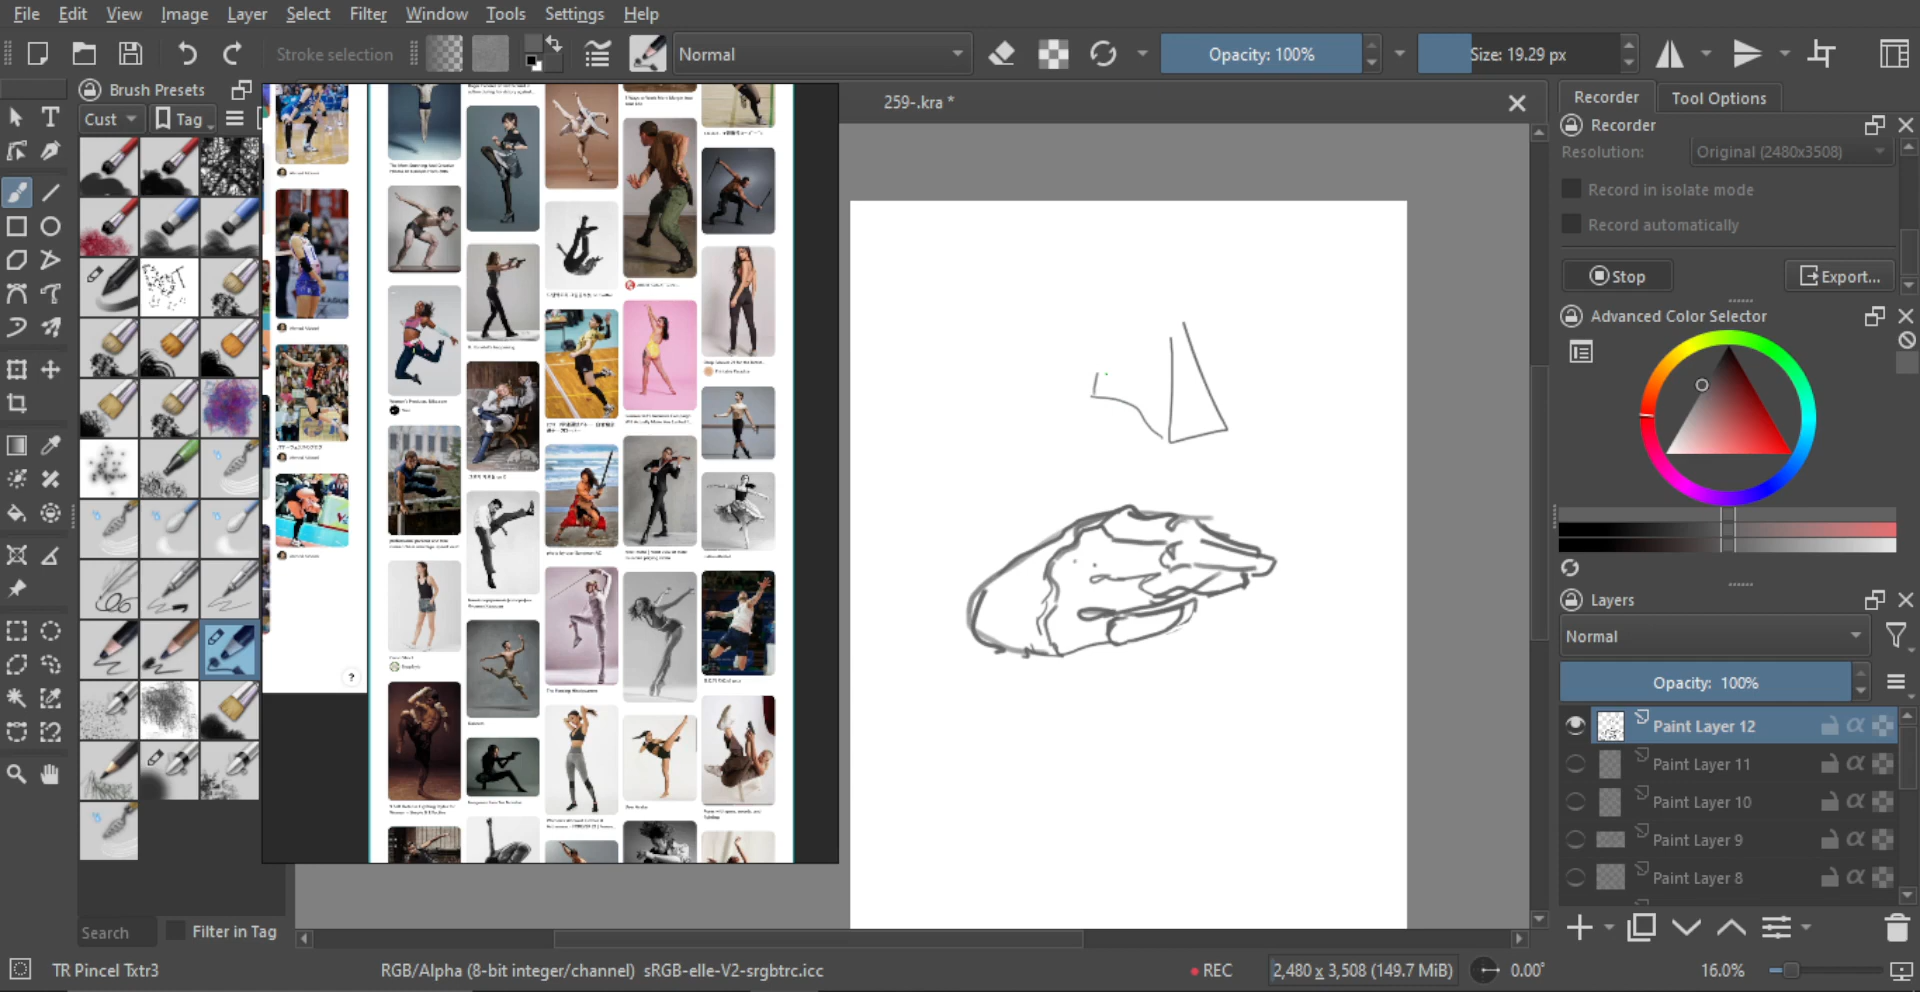 File Edit View Image Layer Select Filter Window Tools Settings Help
Stroke selection Normal Opacity: 100% Size: 19.29 px
Brush Presets
Cust Tag
259-.kra *
Recorder Tool Options
Recorder
Resolution: Original (2480x3508)
Record in isolate mode
Record automatically
Stop Export...
Advanced Color Selector
Layers
Normal
Opacity: 100%
Paint Layer 12
Paint Layer 11
Paint Layer 10
Paint Layer 9
Paint Layer 8
?
Search Filter in Tag
TR Pincel Txtr3 RGB/Alpha (8-bit integer/channel) sRGB-elle-V2-srgbtrc.icc REC 2,480 x 3,508 (149.7 MiB) 0.00° 16.0%